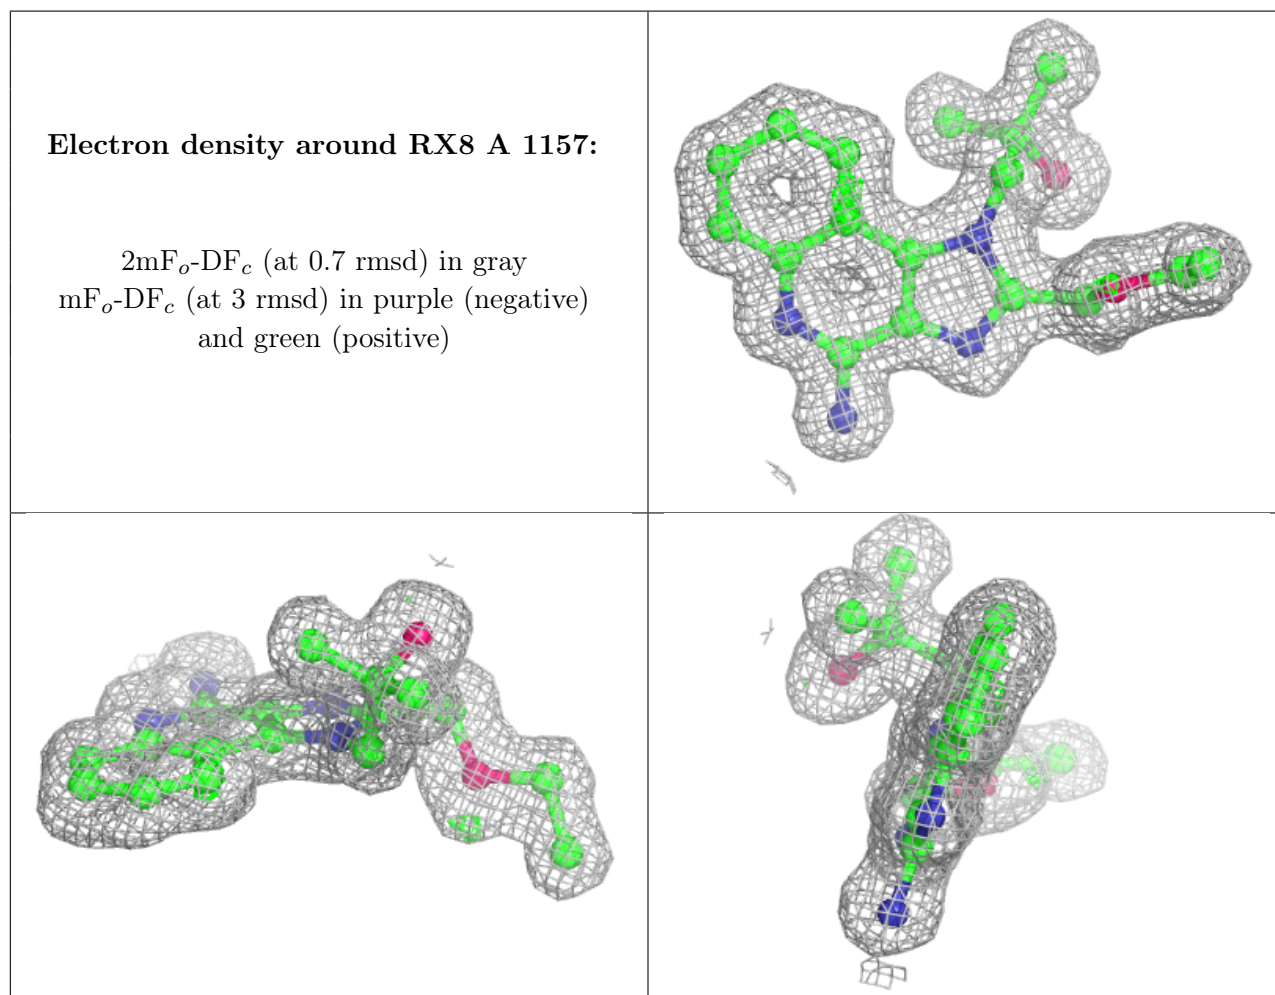 Electron density around RX8 A 1157:
2mFo-DFc (at 0.7 rmsd) in gray
mFo-DFc (at 3 rmsd) in purple (negative)
and green (positive)